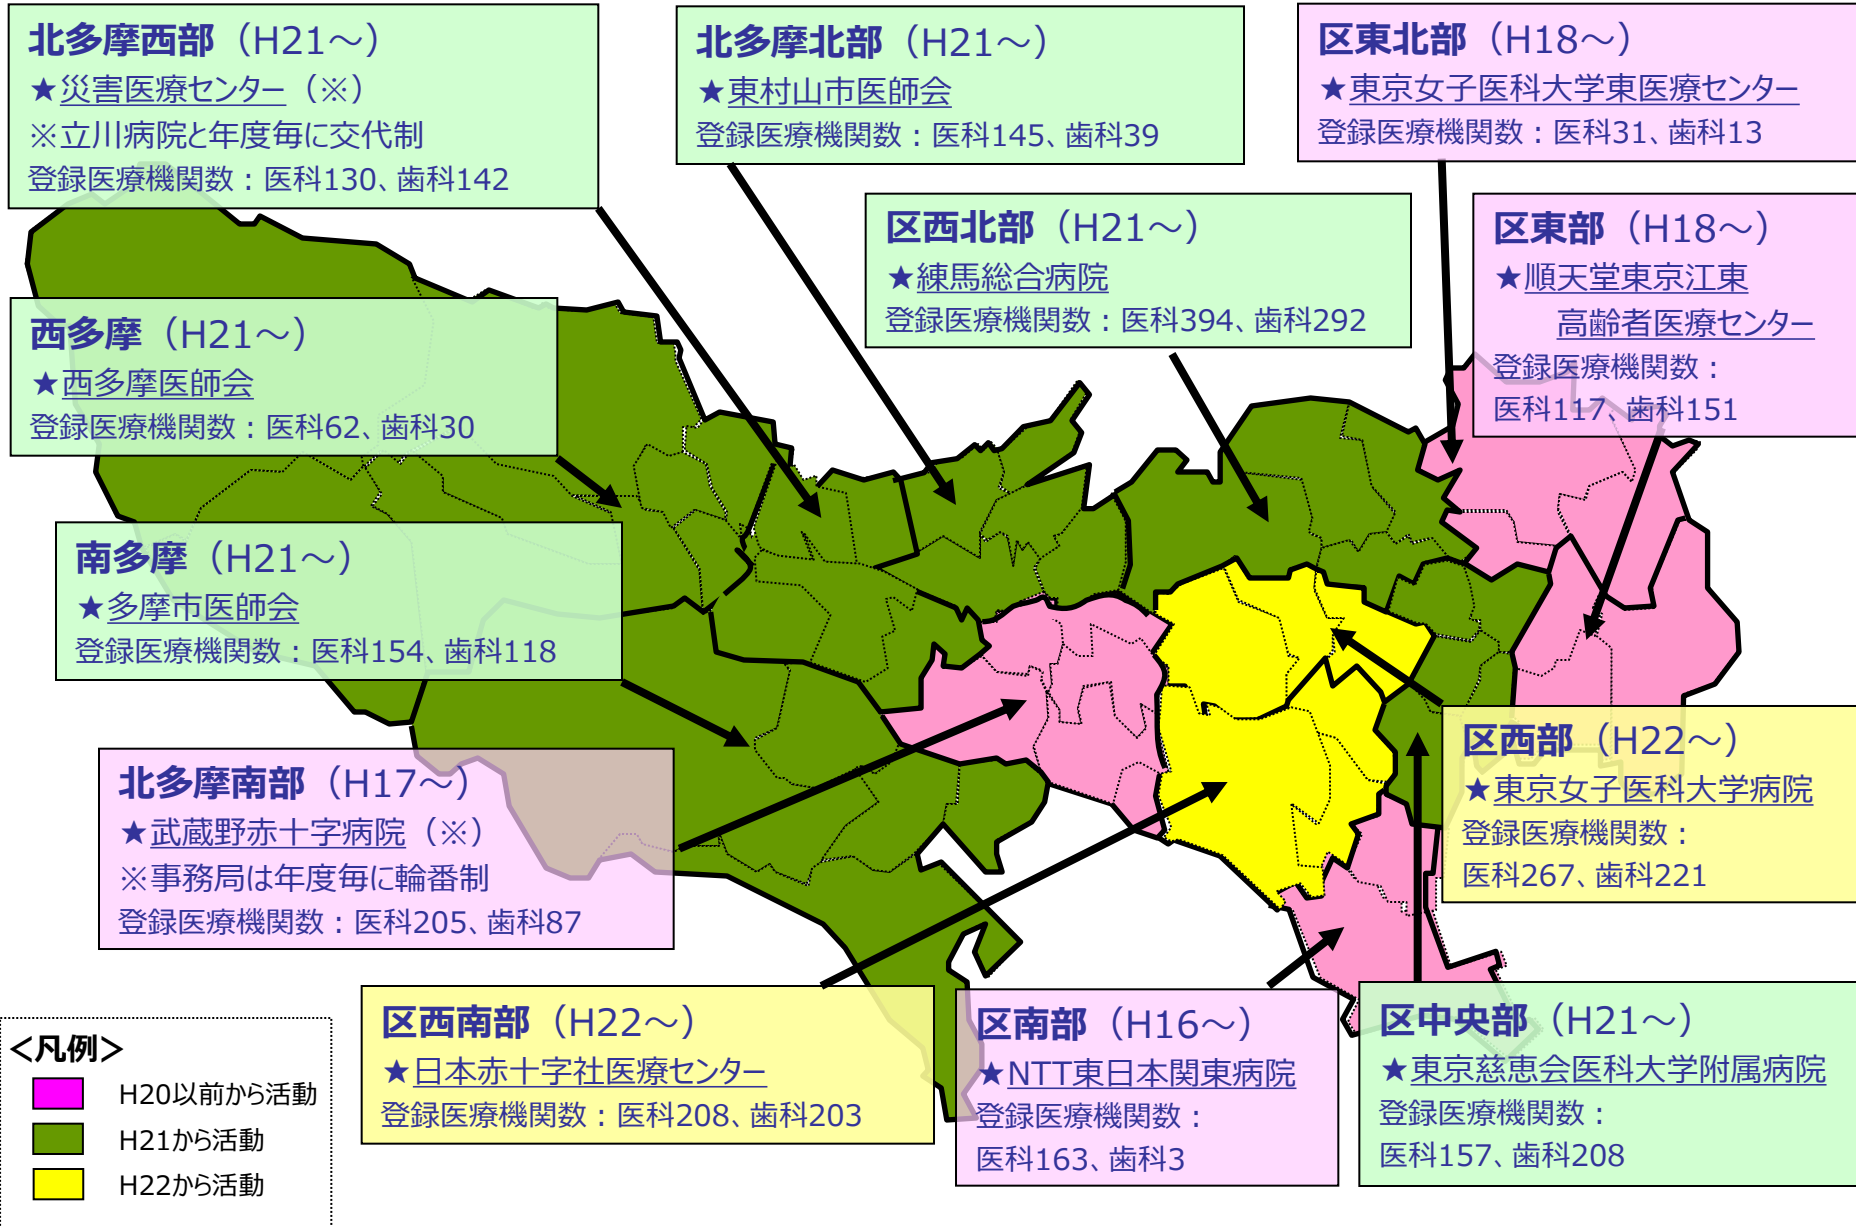 北多摩西部（H21～）
★災害医療センター（※）
※立川病院と年度毎に交代制
登録医療機関数：医科130、歯科142
北多摩北部（H21～）
★東村山市医師会
登録医療機関数：医科145、歯科39
区東北部（H18～）
★東京女子医科大学東医療センター
登録医療機関数：医科31、歯科13
区西北部（H21～）
★練馬総合病院
登録医療機関数：医科394、歯科292
区東部（H18～）
★順天堂東京江東
高齢者医療センター
登録医療機関数：
医科117、歯科151
西多摩（H21～）
★西多摩医師会
登録医療機関数：医科62、歯科30
南多摩（H21～）
★多摩市医師会
登録医療機関数：医科154、歯科118
区西部（H22～）
★東京女子医科大学病院
登録医療機関数：
医科267、歯科221
北多摩南部（H17～）
★武蔵野赤十字病院（※）
※事務局は年度毎に輪番制
登録医療機関数：医科205、歯科87
区西南部（H22～）
★日本赤十字社医療センター
登録医療機関数：医科208、歯科203
区南部（H16～）
★NTT東日本関東病院
登録医療機関数：
医科163、歯科3
区中央部（H21～）
★東京慈恵会医科大学附属病院
登録医療機関数：
医科157、歯科208
＜凡例＞
H20以前から活動
H21から活動
H22から活動